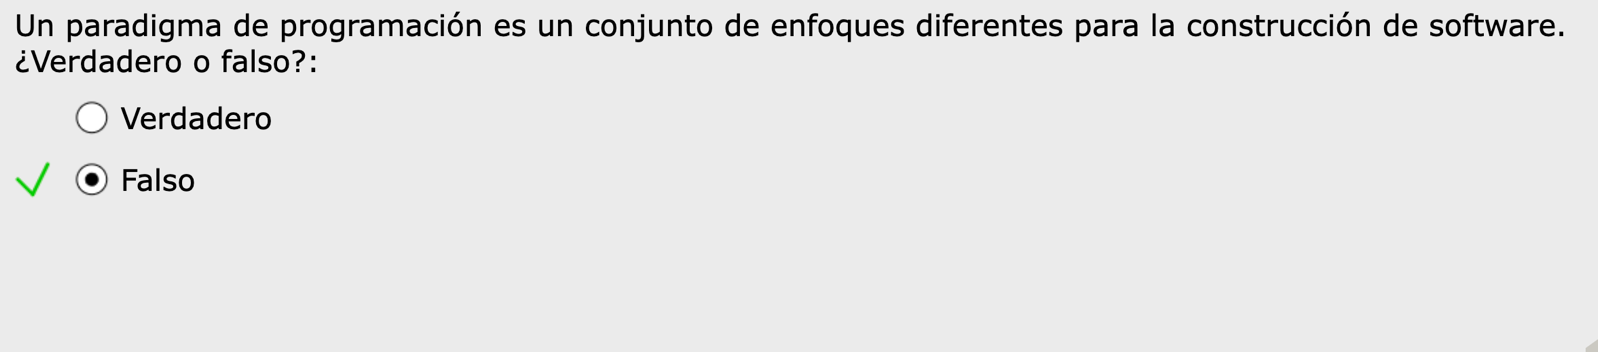 Un paradigma de programación es un conjunto de enfoques diferentes para la construcción de software.
¿Verdadero o falso?:
Verdadero
Falso